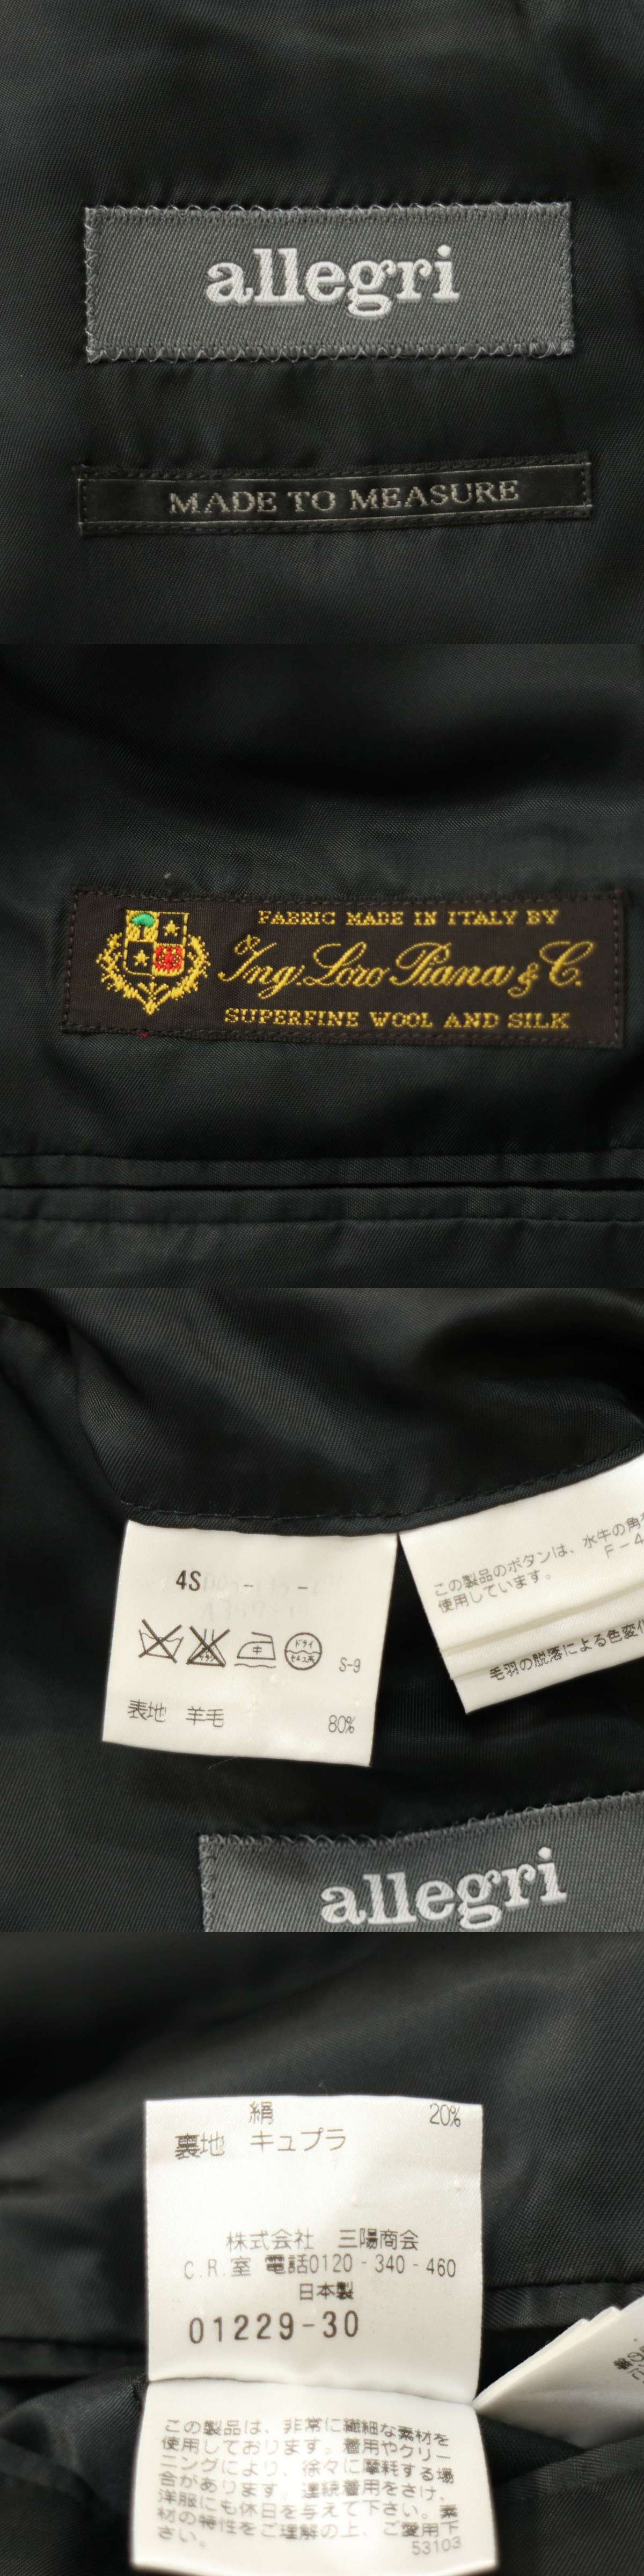 allegri
MADE TO MEASURE
FABRIC MADE IN ITALY BY
Ing. Loro Piana & C.
SUPERFINE WOOL AND SILK
4S
- -
中
ドライ
セキユ系
S-9
表地 羊毛 80%
この製品のボタンは、水牛の角を
使用しています。 F-4
毛羽の脱落による色変化
allegri
絹 20%
裏地 キュプラ
株式会社 三陽商会
C.R.室 電話0120-340-460
日本製
01229-30
この製品は、非常に繊細な素材を
使用しております。着用やクリー
ニングにより、徐々に摩耗する場
合があります。連続着用をさけ、
洋服にも休日を与えて下さい。素
材の特性をご理解の上、ご愛用下
さい。 53103